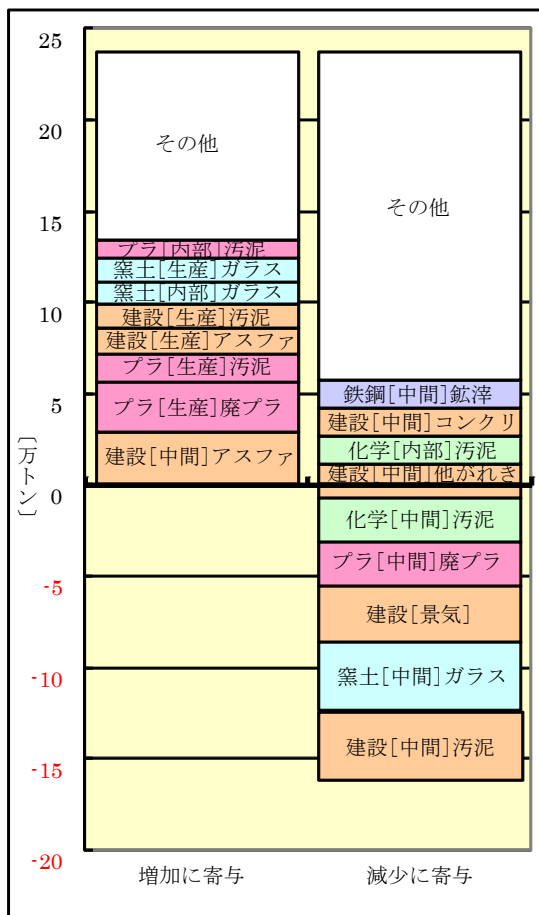 25
20
15
10
5
0
-5
-10
-15
-20
［万トン］
その他
プラ[内部]汚泥
窯土[生産]ガラス
窯土[内部]ガラス
建設[生産]汚泥
建設[生産]アスファ
プラ[生産]汚泥
プラ[生産]廃プラ
建設[中間]アスファ
その他
鉄鋼[中間]鉱滓
建設[中間]コンクリ
化学[内部]汚泥
建設[中間]他がれき
化学[中間]汚泥
プラ[中間]廃プラ
建設[景気]
窯土[中間]ガラス
建設[中間]汚泥
増加に寄与
減少に寄与